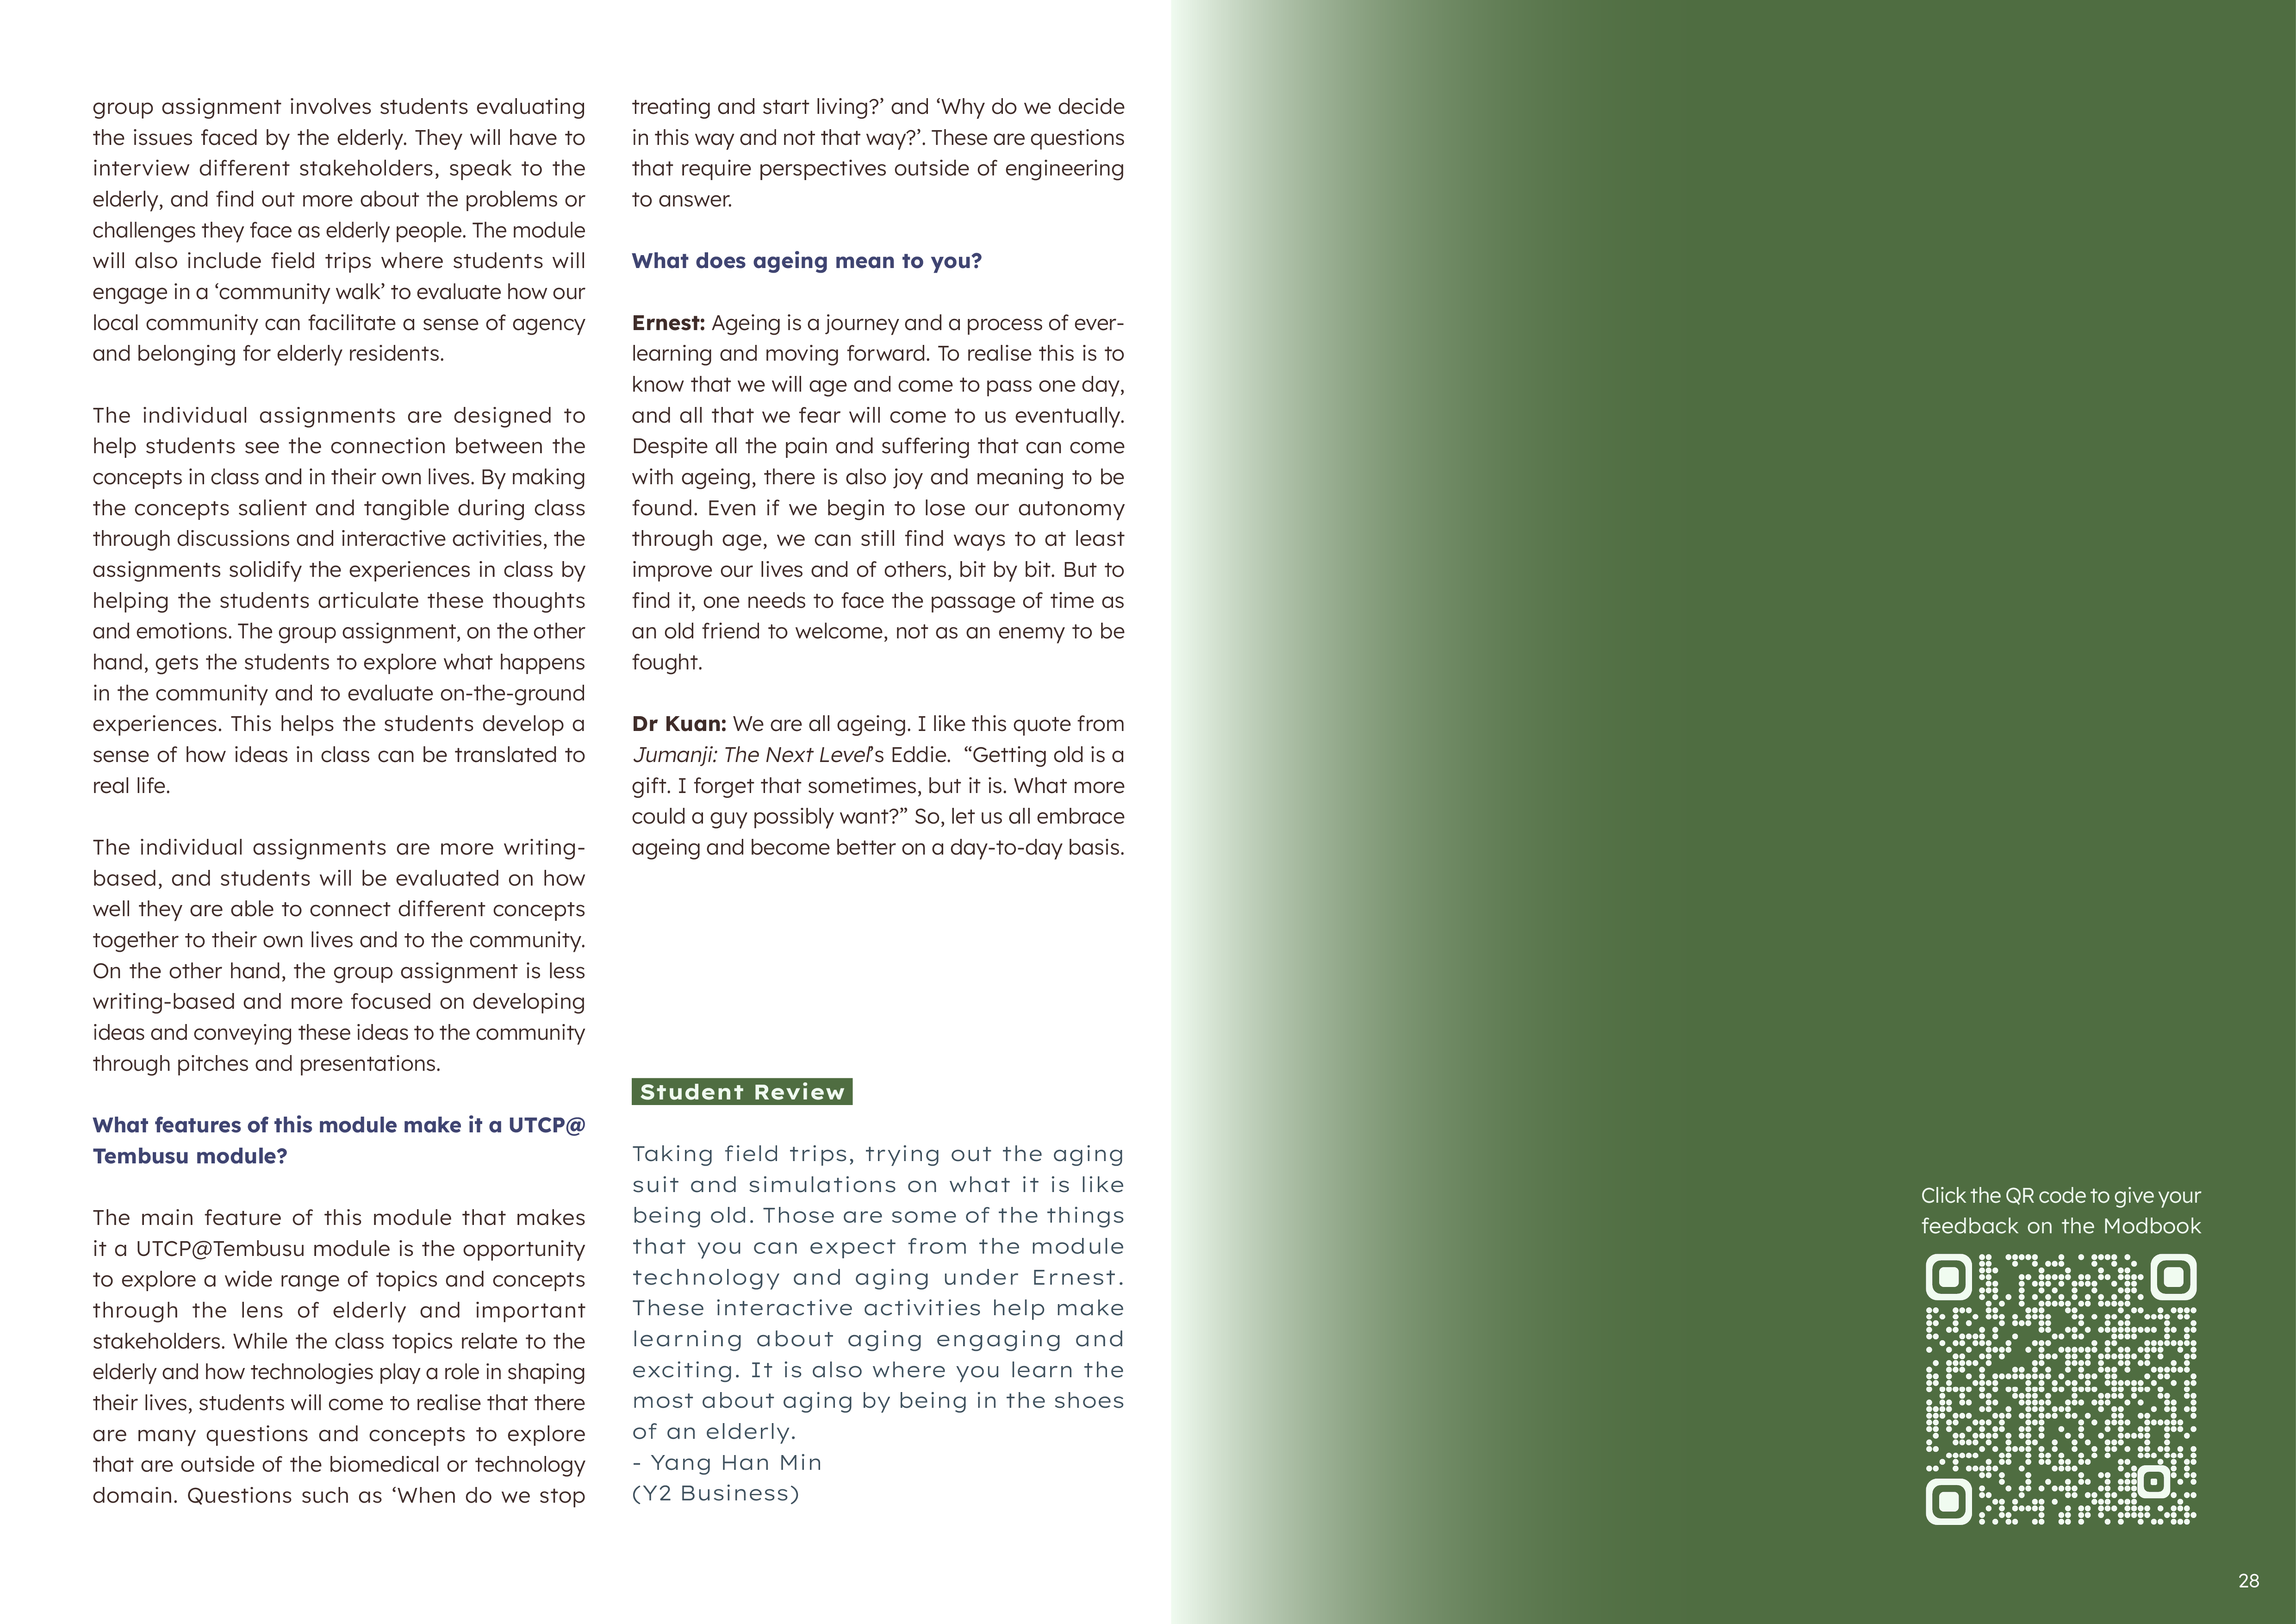 group assignment involves students evaluating
the issues faced by the elderly. They will have to
interview different stakeholders, speak to the
elderly, and find out more about the problems or
challenges they face as elderly people. The module
will also include field trips where students will
engage in a ‘community walk’ to evaluate how our
local community can facilitate a sense of agency
and belonging for elderly residents.
The individual assignments are designed to
help students see the connection between the
concepts in class and in their own lives. By making
the concepts salient and tangible during class
through discussions and interactive activities, the
assignments solidify the experiences in class by
helping the students articulate these thoughts
and emotions. The group assignment, on the other
hand, gets the students to explore what happens
in the community and to evaluate on-the-ground
experiences. This helps the students develop a
sense of how ideas in class can be translated to
real life.
The individual assignments are more writing-
based, and students will be evaluated on how
well they are able to connect different concepts
together to their own lives and to the community.
On the other hand, the group assignment is less
writing-based and more focused on developing
ideas and conveying these ideas to the community
through pitches and presentations.
What features of this module make it a UTCP@
Tembusu module?
The main feature of this module that makes
it a UTCP@Tembusu module is the opportunity
to explore a wide range of topics and concepts
through the lens of elderly and important
stakeholders. While the class topics relate to the
elderly and how technologies play a role in shaping
their lives, students will come to realise that there
are many questions and concepts to explore
that are outside of the biomedical or technology
domain. Questions such as ‘When do we stop
treating and start living?’ and ‘Why do we decide
in this way and not that way?’. These are questions
that require perspectives outside of engineering
to answer.
What does ageing mean to you?
Ernest: Ageing is a journey and a process of ever-
learning and moving forward. To realise this is to
know that we will age and come to pass one day,
and all that we fear will come to us eventually.
Despite all the pain and suffering that can come
with ageing, there is also joy and meaning to be
found. Even if we begin to lose our autonomy
through age, we can still find ways to at least
improve our lives and of others, bit by bit. But to
find it, one needs to face the passage of time as
an old friend to welcome, not as an enemy to be
fought.
Dr Kuan: We are all ageing. I like this quote from
Jumanji: The Next Level’s Eddie. “Getting old is a
gift. I forget that sometimes, but it is. What more
could a guy possibly want?” So, let us all embrace
ageing and become better on a day-to-day basis.
Student Review
Taking field trips, trying out the aging
suit and simulations on what it is like
being old. Those are some of the things
that you can expect from the module
technology and aging under Ernest.
These interactive activities help make
learning about aging engaging and
exciting. It is also where you learn the
most about aging by being in the shoes
of an elderly.
- Yang Han Min
(Y2 Business)
Click the QR code to give your
feedback on the Modbook
28